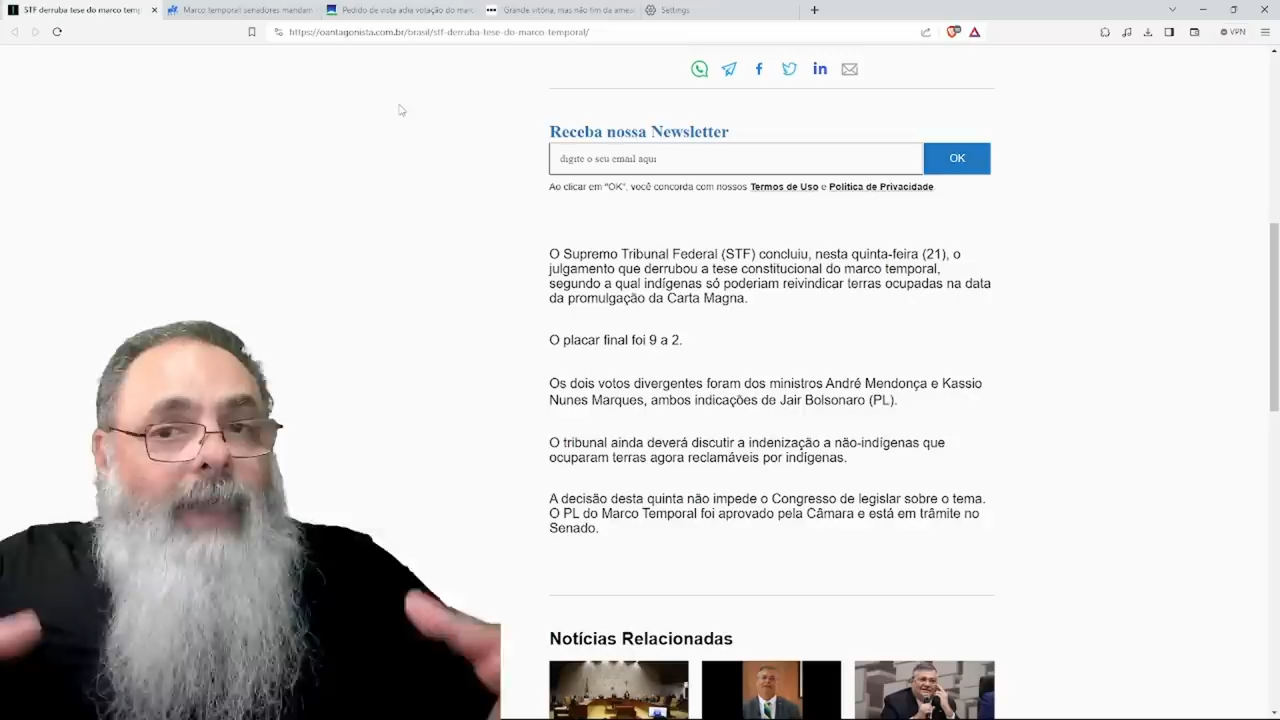 STF derruba tese do marco temp
Marco temporal: senadores mandam
Pedido de vista adia votação do marc
Grande vitória, mas não fim da amea
Settings
https://oantagonista.com.br/brasil/stf-derruba-tese-do-marco-temporal/
VPN
Receba nossa Newsletter
digite o seu email aqui
OK
Ao clicar em "OK", você concorda com nossos Termos de Uso e Política de Privacidade
O Supremo Tribunal Federal (STF) concluiu, nesta quinta-feira (21), o
julgamento que derrubou a tese constitucional do marco temporal,
segundo a qual indígenas só poderiam reivindicar terras ocupadas na data
da promulgação da Carta Magna.
O placar final foi 9 a 2.
Os dois votos divergentes foram dos ministros André Mendonça e Kassio
Nunes Marques, ambos indicações de Jair Bolsonaro (PL).
O tribunal ainda deverá discutir a indenização a não-indígenas que
ocuparam terras agora reclamáveis por indígenas.
A decisão desta quinta não impede o Congresso de legislar sobre o tema.
O PL do Marco Temporal foi aprovado pela Câmara e está em trâmite no
Senado.
Notícias Relacionadas